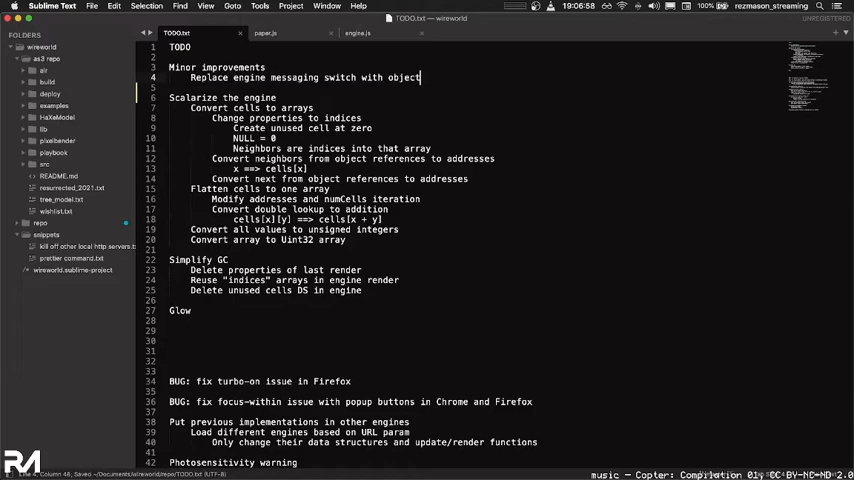 Sublime Text File Edit Selection Find View Goto Tools Project Window Help 100% rezmason_streaming 19:06:58
TODO.txt — wireworld
UNREGISTERED
FOLDERS
wireworld
as3 repo
air
build
deploy
examples
HaXeModel
lib
pixelbender
playbook
src
README.md
resurrected_2021.txt
tree_model.txt
wishlist.txt
repo
snippets
kill off other local http servers.t
prettier command.txt
wireworld.sublime-project
TODO.txt paper.js engine.js
1 TODO
2
3 Minor improvements
4 Replace engine messaging switch with object
5
6 Scalarize the engine
7 Convert cells to arrays
8 Change properties to indices
9 Create unused cell at zero
10 NULL = 0
11 Neighbors are indices into that array
12 Convert neighbors from object references to addresses
13 x ==> cells[x]
14 Convert next from object references to addresses
15 Flatten cells to one array
16 Modify addresses and numCells iteration
17 Convert double lookup to addition
18 cells[x][y] ==> cells[x + y]
19 Convert all values to unsigned integers
20 Convert array to Uint32 array
21
22 Simplify GC
23 Delete properties of last render
24 Reuse "indices" arrays in engine render
25 Delete unused cells DS in engine
26
27 Glow
28
29
30
31
32
33
34 BUG: fix turbo-on issue in Firefox
35
36 BUG: fix focus-within issue with popup buttons in Chrome and Firefox
37
38 Put previous implementations in other engines
39 Load different engines based on URL param
40 Only change their data structures and update/render functions
41
42 Photosensitivity warning
RM
Line 4, Column 48; Saved ~/Documents/wireworld/repo/TODO.txt (UTF-8)
music - Copter: Compilation 01, CC BY-NC-ND 2.0